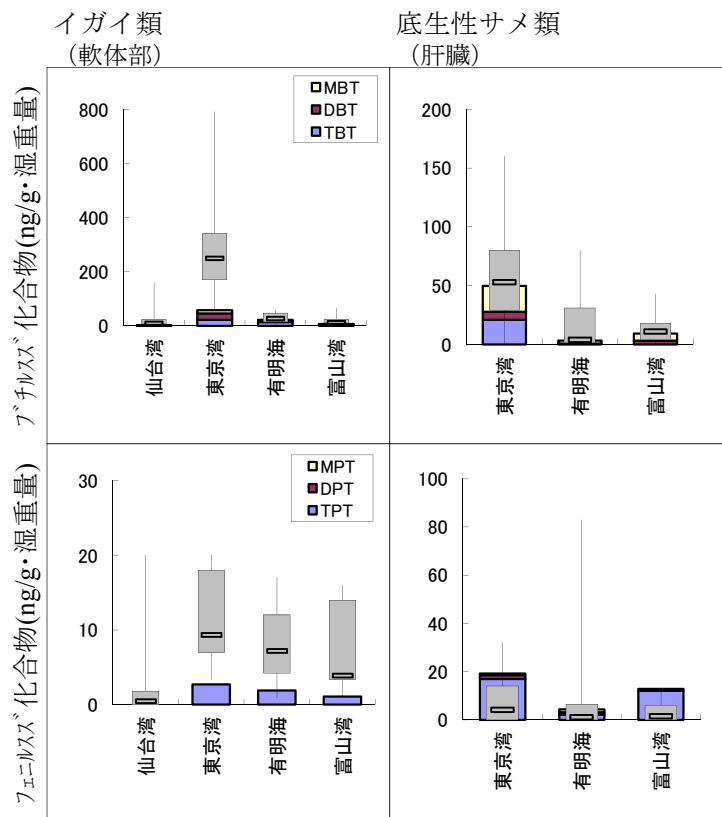 イガイ類
（軟体部）
底生性サメ類
（肝臓）
ﾌﾞﾁﾙｽｽﾞ化合物(ng/g・湿重量)
800
600
400
200
0
MBT
DBT
TBT
仙台湾
東京湾
有明海
富山湾
200
150
100
50
0
東京湾
有明海
富山湾
ﾌｪﾆﾙｽｽﾞ化合物(ng/g・湿重量)
30
20
10
0
MPT
DPT
TPT
仙台湾
東京湾
有明海
富山湾
100
80
60
40
20
0
東京湾
有明海
富山湾